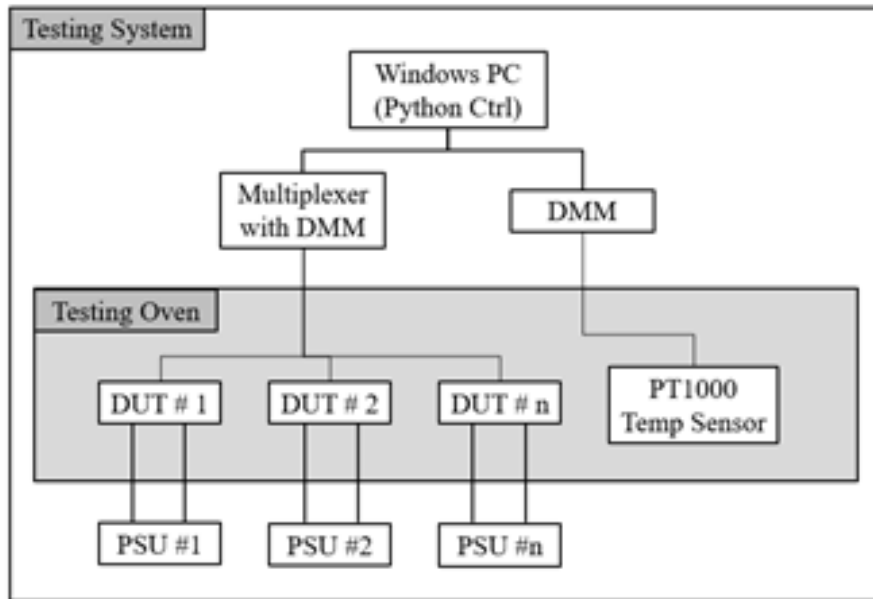 Testing System
Windows PC
(Python Ctrl)
Multiplexer
with DMM
DMM
Testing Oven
DUT # 1
DUT # 2
DUT # n
PT1000
Temp Sensor
PSU #1
PSU #2
PSU #n